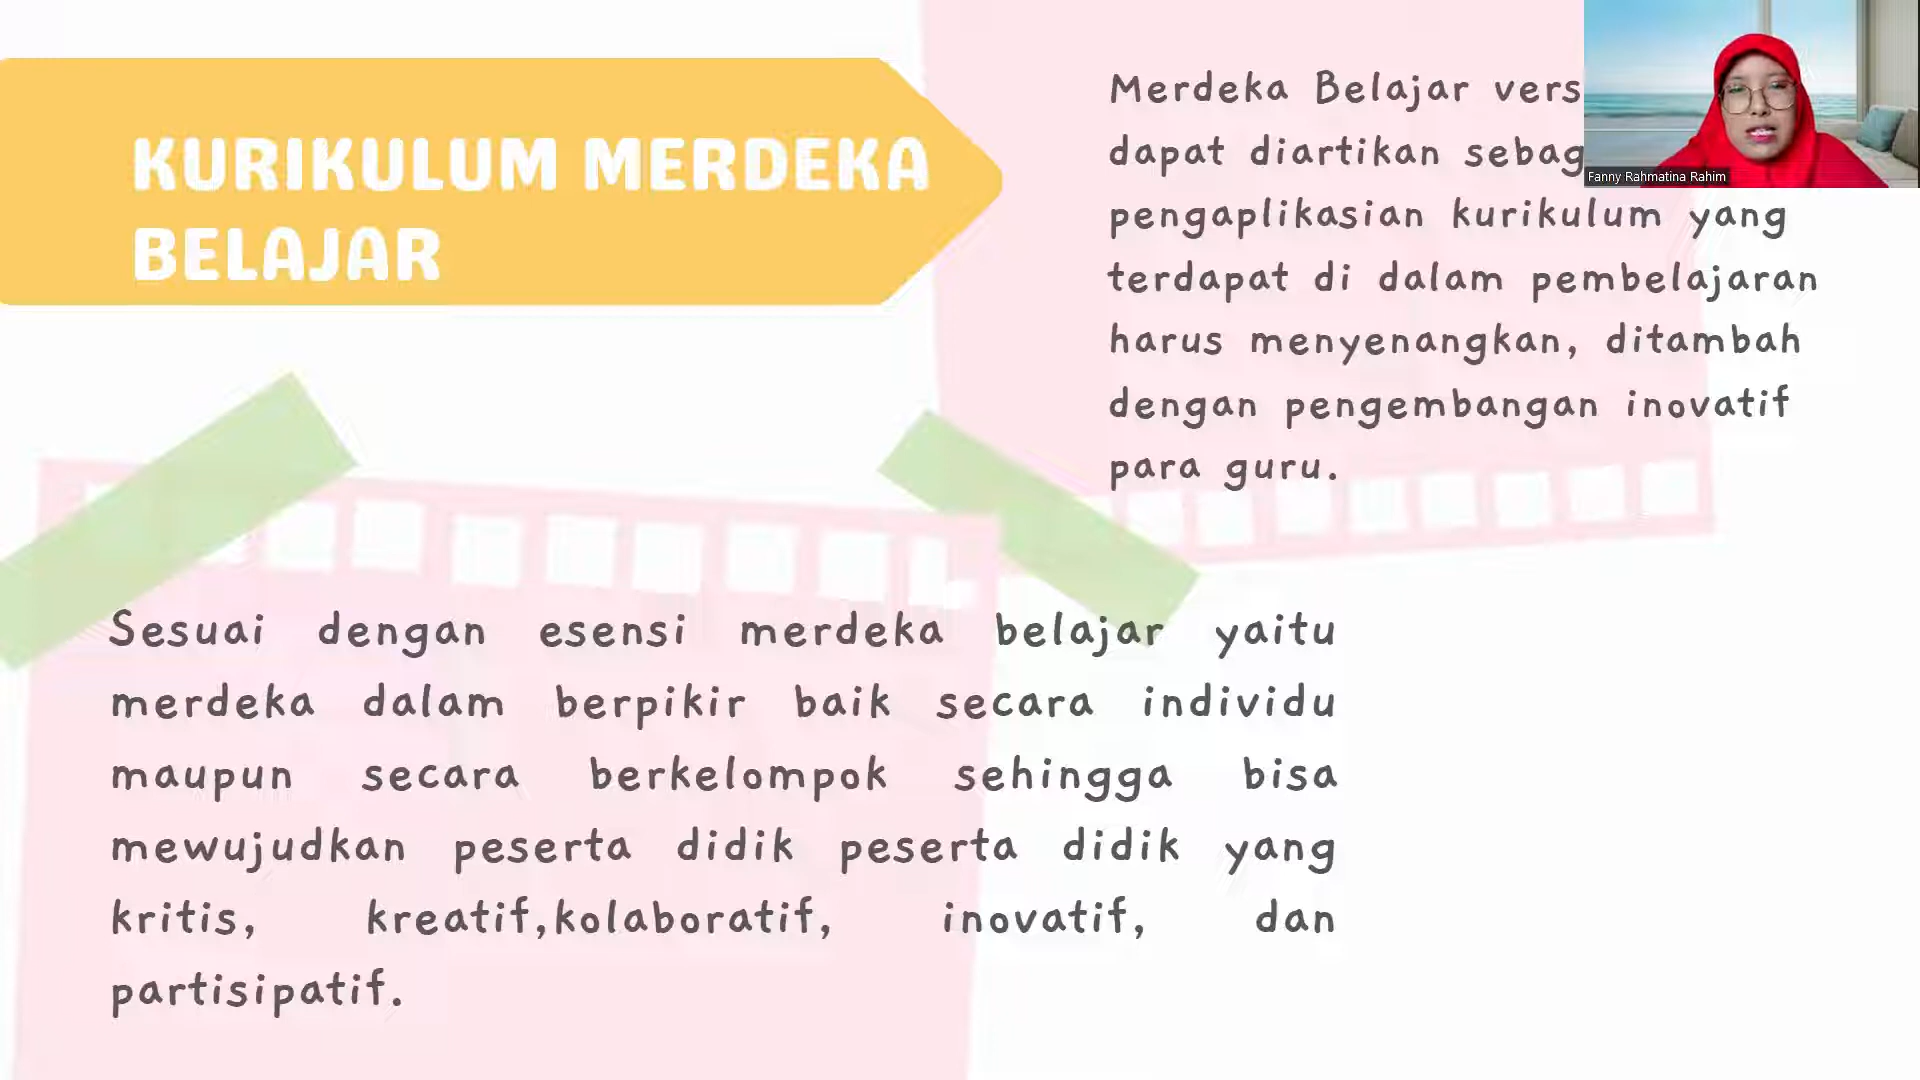 KURIKULUM MERDEKA
BELAJAR
Merdeka Belajar
dapat diartikan
pengaplikasian kurikulum yang
terdapat di dalam pembelajaran
harus menyenangkan, ditambah
dengan pengembangan inovatif
para guru.
Fanny Rahmatina Rahim
Sesuai dengan esensi merdeka belajar yaitu
merdeka dalam berpikir baik secara individu
maupun secara berkelompok sehingga bisa
mewujudkan peserta didik peserta didik yang
kritis, kreatif,kolaboratif, inovatif, dan
partisipatif.